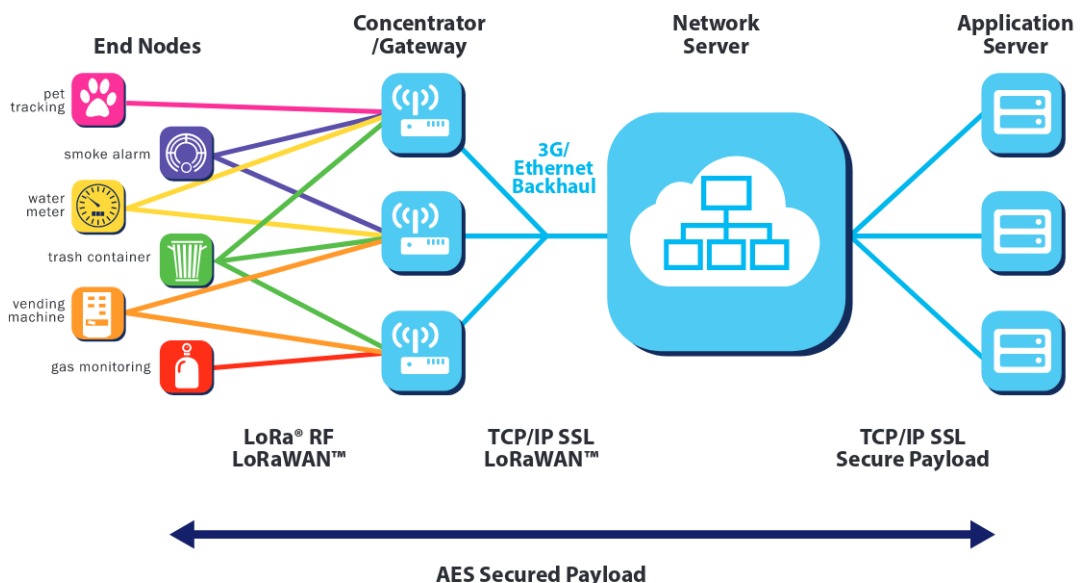 Concentrator
/Gateway
Network
Server
Application
Server
End Nodes
pet
tracking
smoke alarm
water
meter
trash container
vending
machine
gas monitoring
3G/
Ethernet
Backhaul
LoRa® RF
LoRaWAN™
TCP/IP SSL
LoRaWAN™
TCP/IP SSL
Secure Payload
AES Secured Payload